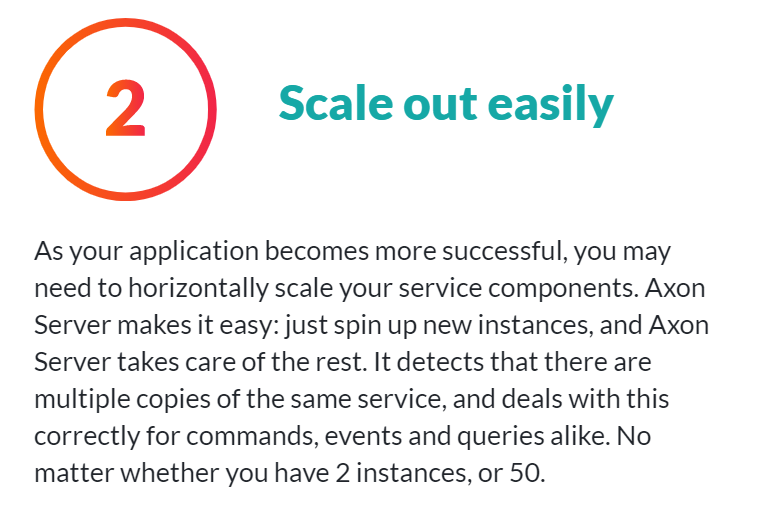 2
Scale out easily
As your application becomes more successful, you may
need to horizontally scale your service components. Axon
Server makes it easy: just spin up new instances, and Axon
Server takes care of the rest. It detects that there are
multiple copies of the same service, and deals with this
correctly for commands, events and queries alike. No
matter whether you have 2 instances, or 50.